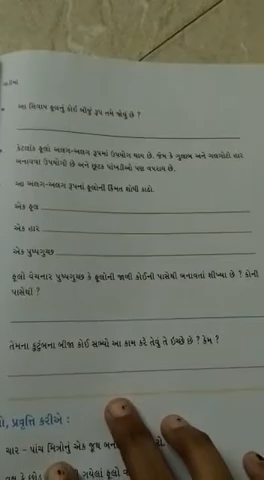 આ સિવાય ફૂલનું કોઈ બીજું રૂપ તમે જોયું છે ?
કેટલાંક ફૂલો અલગ-અલગ રૂપમાં ઉપયોગ થાય છે. જેમ કે ગુલાબ અને ગલગોટો હાર
બનાવવા ઉપયોગી છે અને છૂટક પાંખડીઓ પણ વપરાય છે.
આ અલગ-અલગ રૂપનાં ફૂલોની કિંમત શોધી કાઢો.
એક ફૂલ
એક હાર
એક પુષ્પગુચ્છ
ફૂલો વેચનાર પુષ્પગુચ્છ કે ફૂલોની જાળી કોઈની પાસેથી બનાવતાં શીખ્યા છે ? કોની
પાસેથી ?
તેમના કુટુંબના બીજા કોઈ સભ્યો આ કામ કરે તેવું તે ઇચ્છે છે ? કેમ ?
પ્રવૃત્તિ કરીએ :
ચાર - પાંચ મિત્રોનું એક જૂથ
ફૂલો